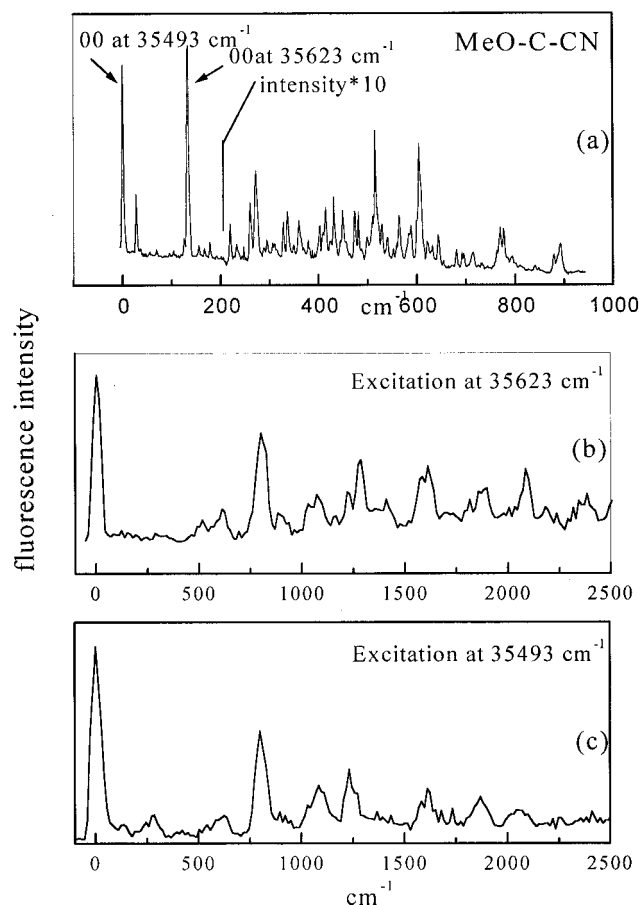 00 at 35493 cm⁻¹
00at 35623 cm⁻¹
intensity*10
MeO-C-CN
(a)
0 200 400 600 800 1000
cm⁻¹
fluorescence intensity
Excitation at 35623 cm⁻¹
(b)
0 500 1000 1500 2000 2500
Excitation at 35493 cm⁻¹
(c)
0 500 1000 1500 2000 2500
cm⁻¹